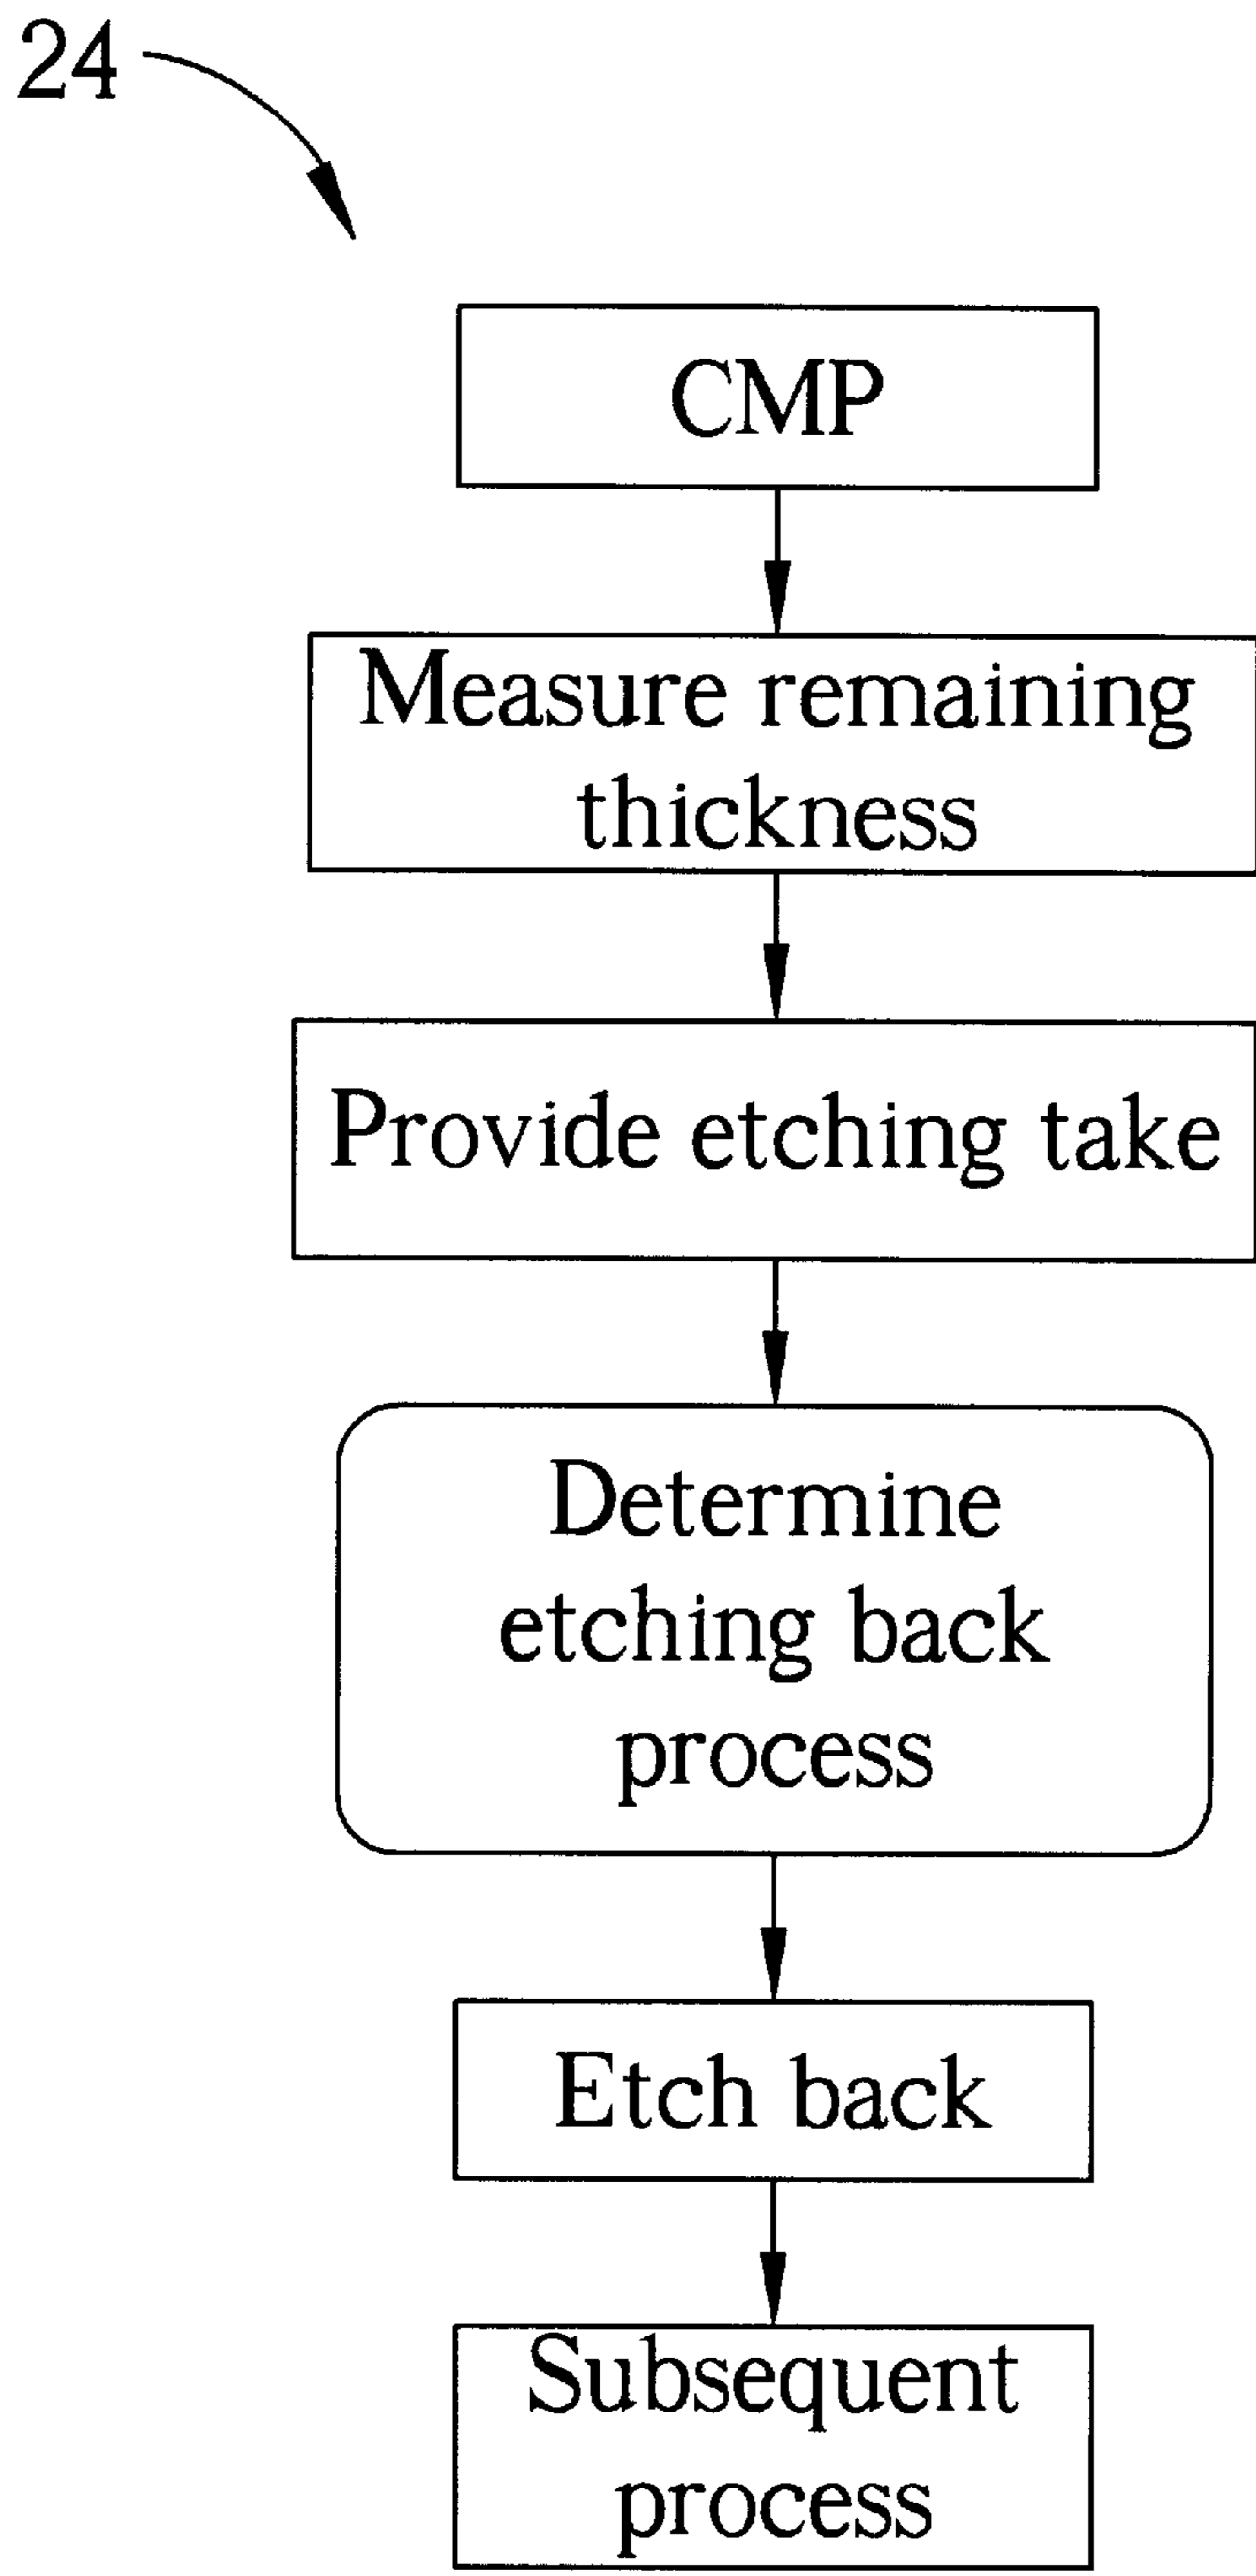 24
CMP
Measure remaining
thickness
Provide etching take
Determine
etching back
process
Etch back
Subsequent
process